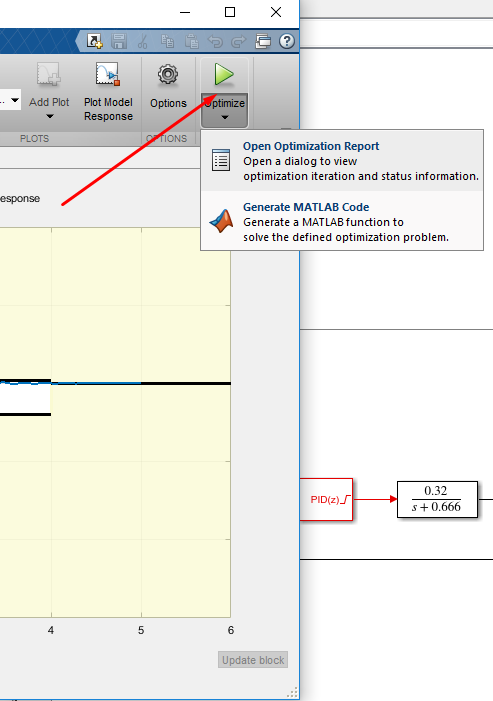 ... Add Plot
Plot Model
Response
Options
Optimize
PLOTS
OPTIONS
Open Optimization Report
Open a dialog to view
optimization iteration and status information.
Generate MATLAB Code
Generate a MATLAB function to
solve the defined optimization problem.
esponse
PID(z)
0.32
s + 0.666
4 5 6
Update block